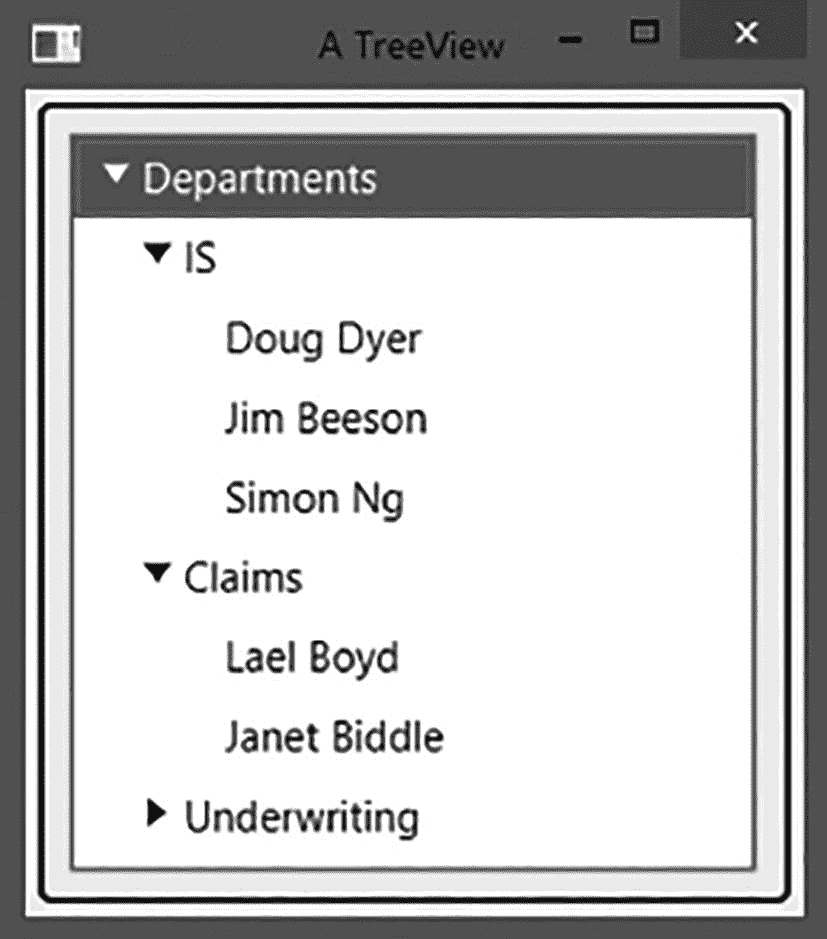 A TreeView
Departments
IS
Doug Dyer
Jim Beeson
Simon Ng
Claims
Lael Boyd
Janet Biddle
Underwriting